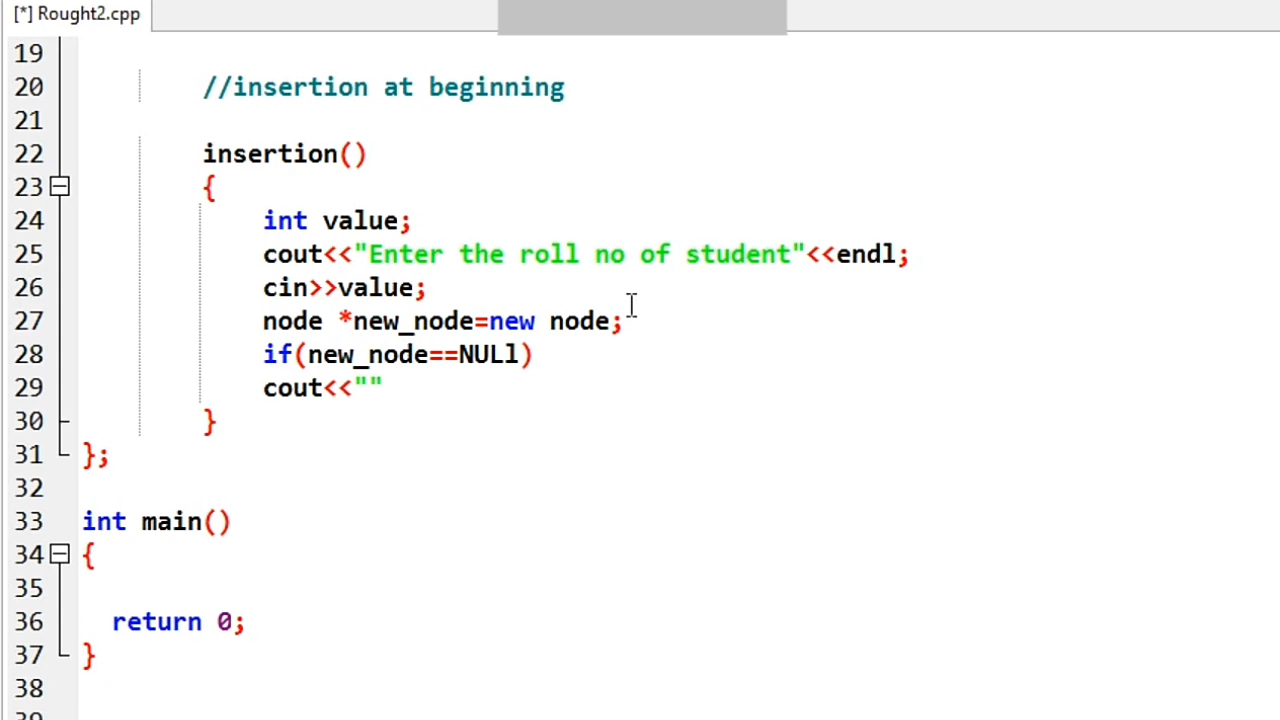 [*] Rought2.cpp
19
20 //insertion at beginning
21
22 insertion()
23 {
24 int value;
25 cout<<"Enter the roll no of student"<<endl;
26 cin>>value;
27 node *new_node=new node;
28 if(new_node==NULl)
29 cout<<""
30 }
31 };
32
33 int main()
34 {
35
36 return 0;
37 }
38
39